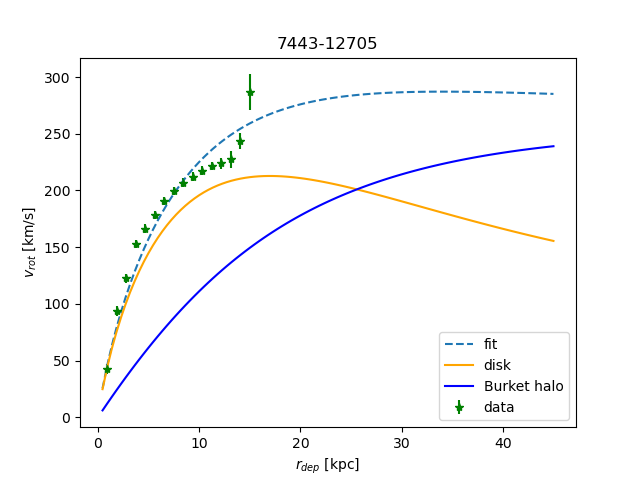 7443-12705
300
250
200
150
100
50
0
v_rot [km/s]
0 10 20 30 40
r_dep [kpc]
fit
disk
Burket halo
data